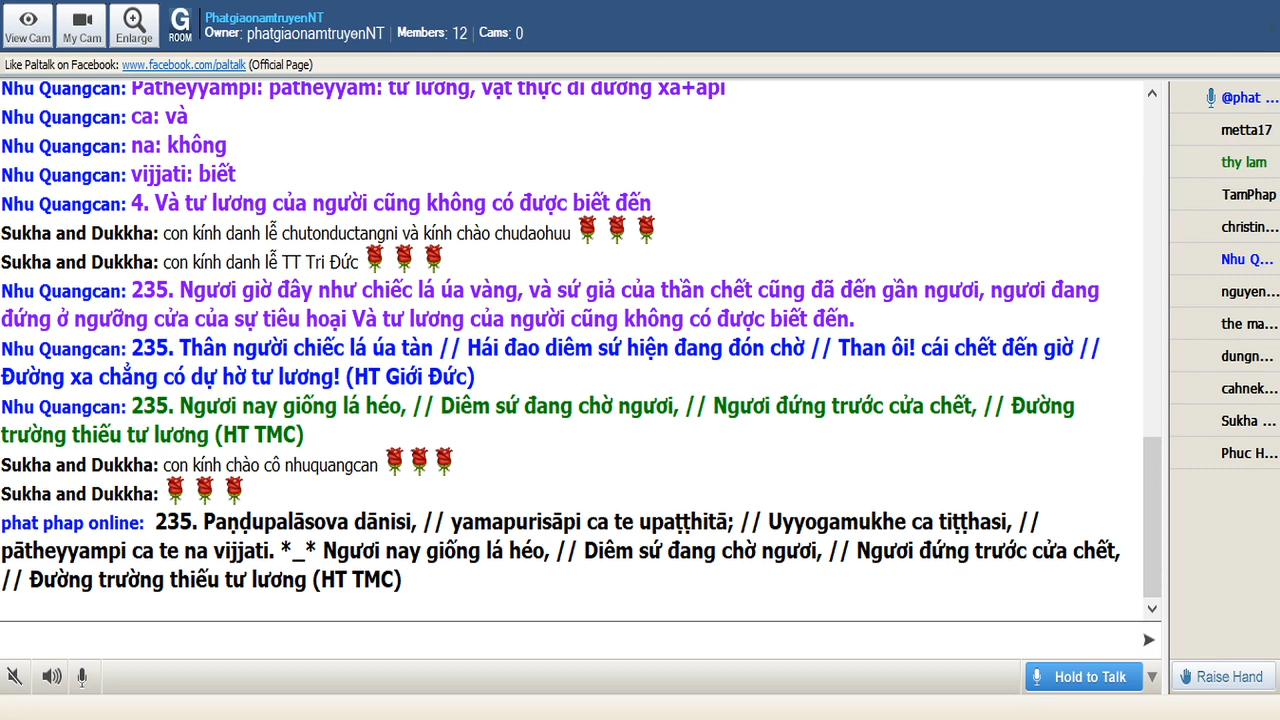 View Cam
My Cam
Enlarge
G
ROOM
PhatgiaonamtruyenNT
Owner: phatgiaonamtruyenNT | Members: 12 | Cams: 0
Like Paltalk on Facebook: www.facebook.com/paltalk (Official Page)
Nhu Quangcan: Pātheyyampi: pātheyyam: tư lương, vật thực đi đường xa+api
Nhu Quangcan: ca: và
Nhu Quangcan: na: không
Nhu Quangcan: vijjati: biết
Nhu Quangcan: 4. Và tư lương của người cũng không có được biết đến
Sukha and Dukkha: con kính danh lễ chutonductangni và kính chào chudaohuu
Sukha and Dukkha: con kính danh lễ TT Tri Đức
Nhu Quangcan: 235. Ngươi giờ đây như chiếc lá úa vàng, và sứ giả của thần chết cũng đã đến gần ngươi, ngươi đang
đứng ở ngưỡng cửa của sự tiêu hoại Và tư lương của người cũng không có được biết đến.
Nhu Quangcan: 235. Thân người chiếc lá úa tàn // Hái đao diêm sứ hiện đang đón chờ // Than ôi! cái chết đến giờ //
Đường xa chẳng có dự hờ tư lương! (HT Giới Đức)
Nhu Quangcan: 235. Ngươi nay giống lá héo, // Diêm sứ đang chờ ngươi, // Ngươi đứng trước cửa chết, // Đường
trường thiếu tư lương (HT TMC)
Sukha and Dukkha: con kính chào cô nhuquangcan
Sukha and Dukkha:
phat phap online: 235. Paṇḍupalāsova dānisi, // yamapurisāpi ca te upaṭṭhitā; // Uyyogamukhe ca tiṭṭhasi, //
pātheyyampi ca te na vijjati. *_* Ngươi nay giống lá héo, // Diêm sứ đang chờ ngươi, // Ngươi đứng trước cửa chết,
// Đường trường thiếu tư lương (HT TMC)
@phat ...
metta17
thy lam
TamPhap
christin...
Nhu Q...
nguyen...
the ma...
dungn...
cahnek...
Sukha ...
Phuc H...
Hold to Talk
Raise Hand